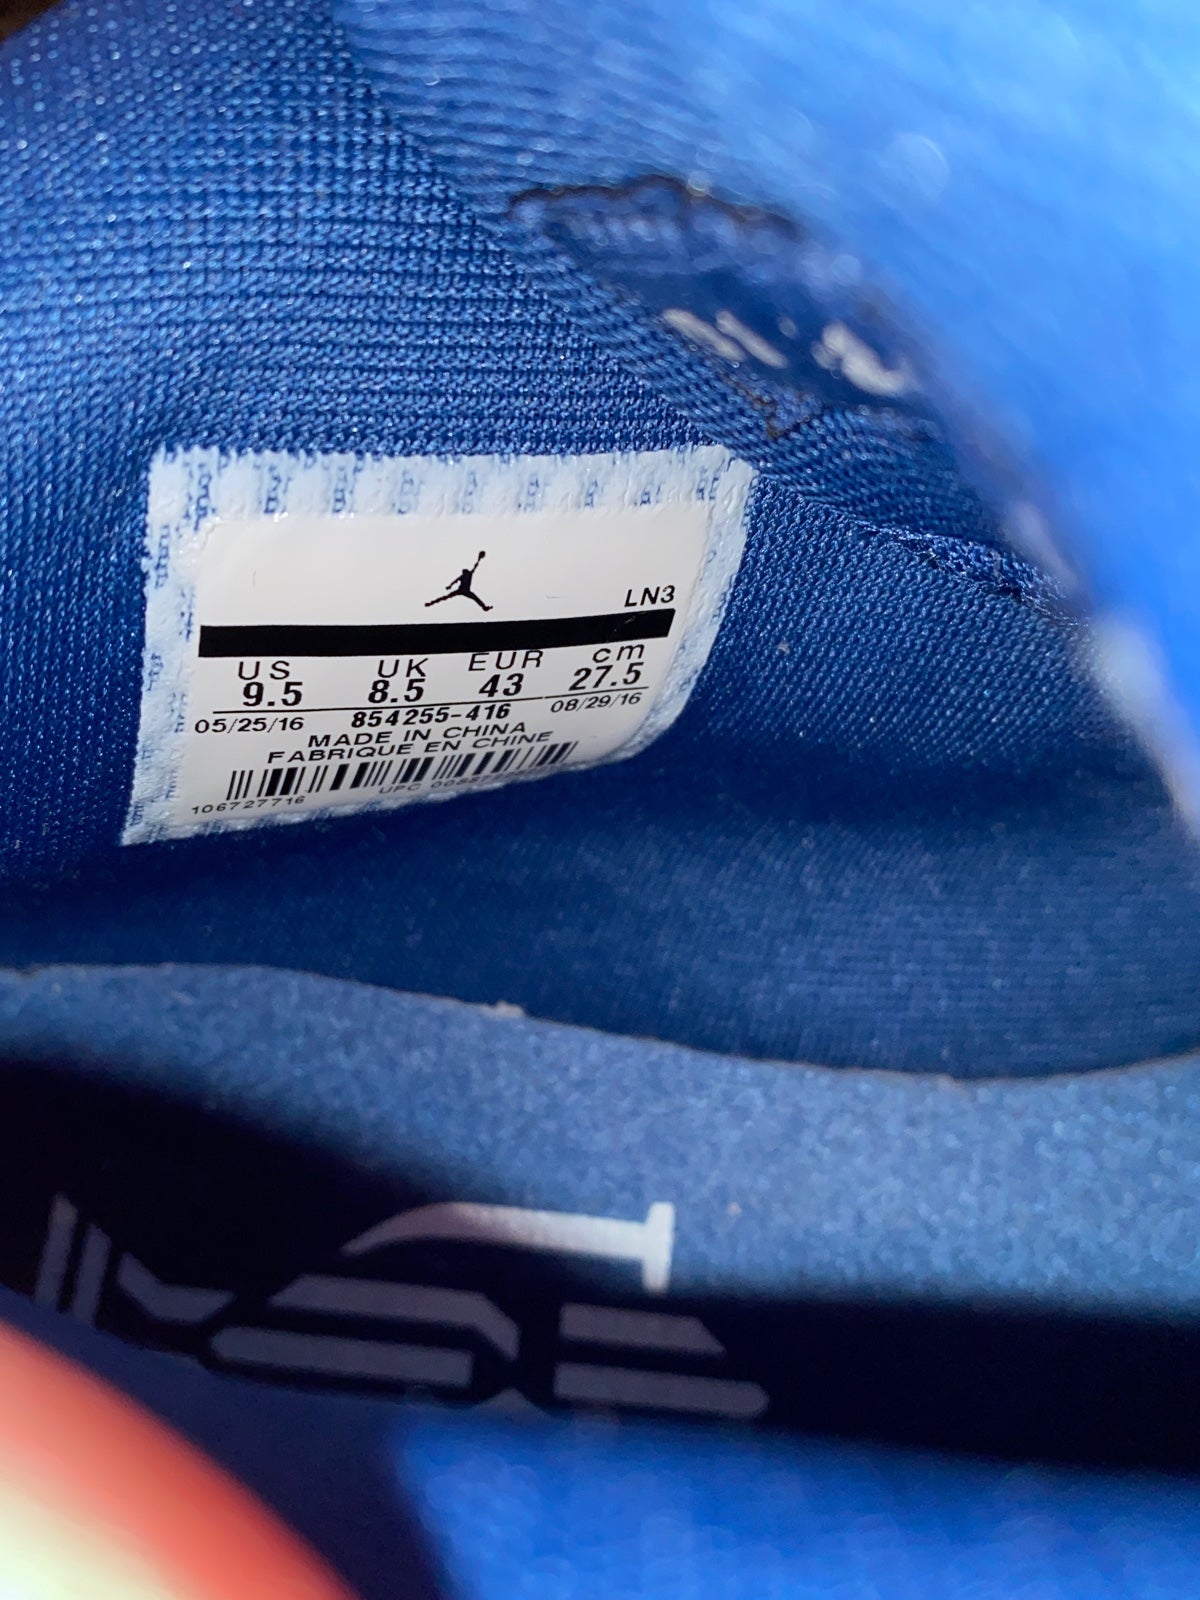 LN3
US UK EUR cm
9.5 8.5 43 27.5
05/25/16 854255-416 08/29/16
MADE IN CHINA
FABRIQUE EN CHINE
106727716 UPC